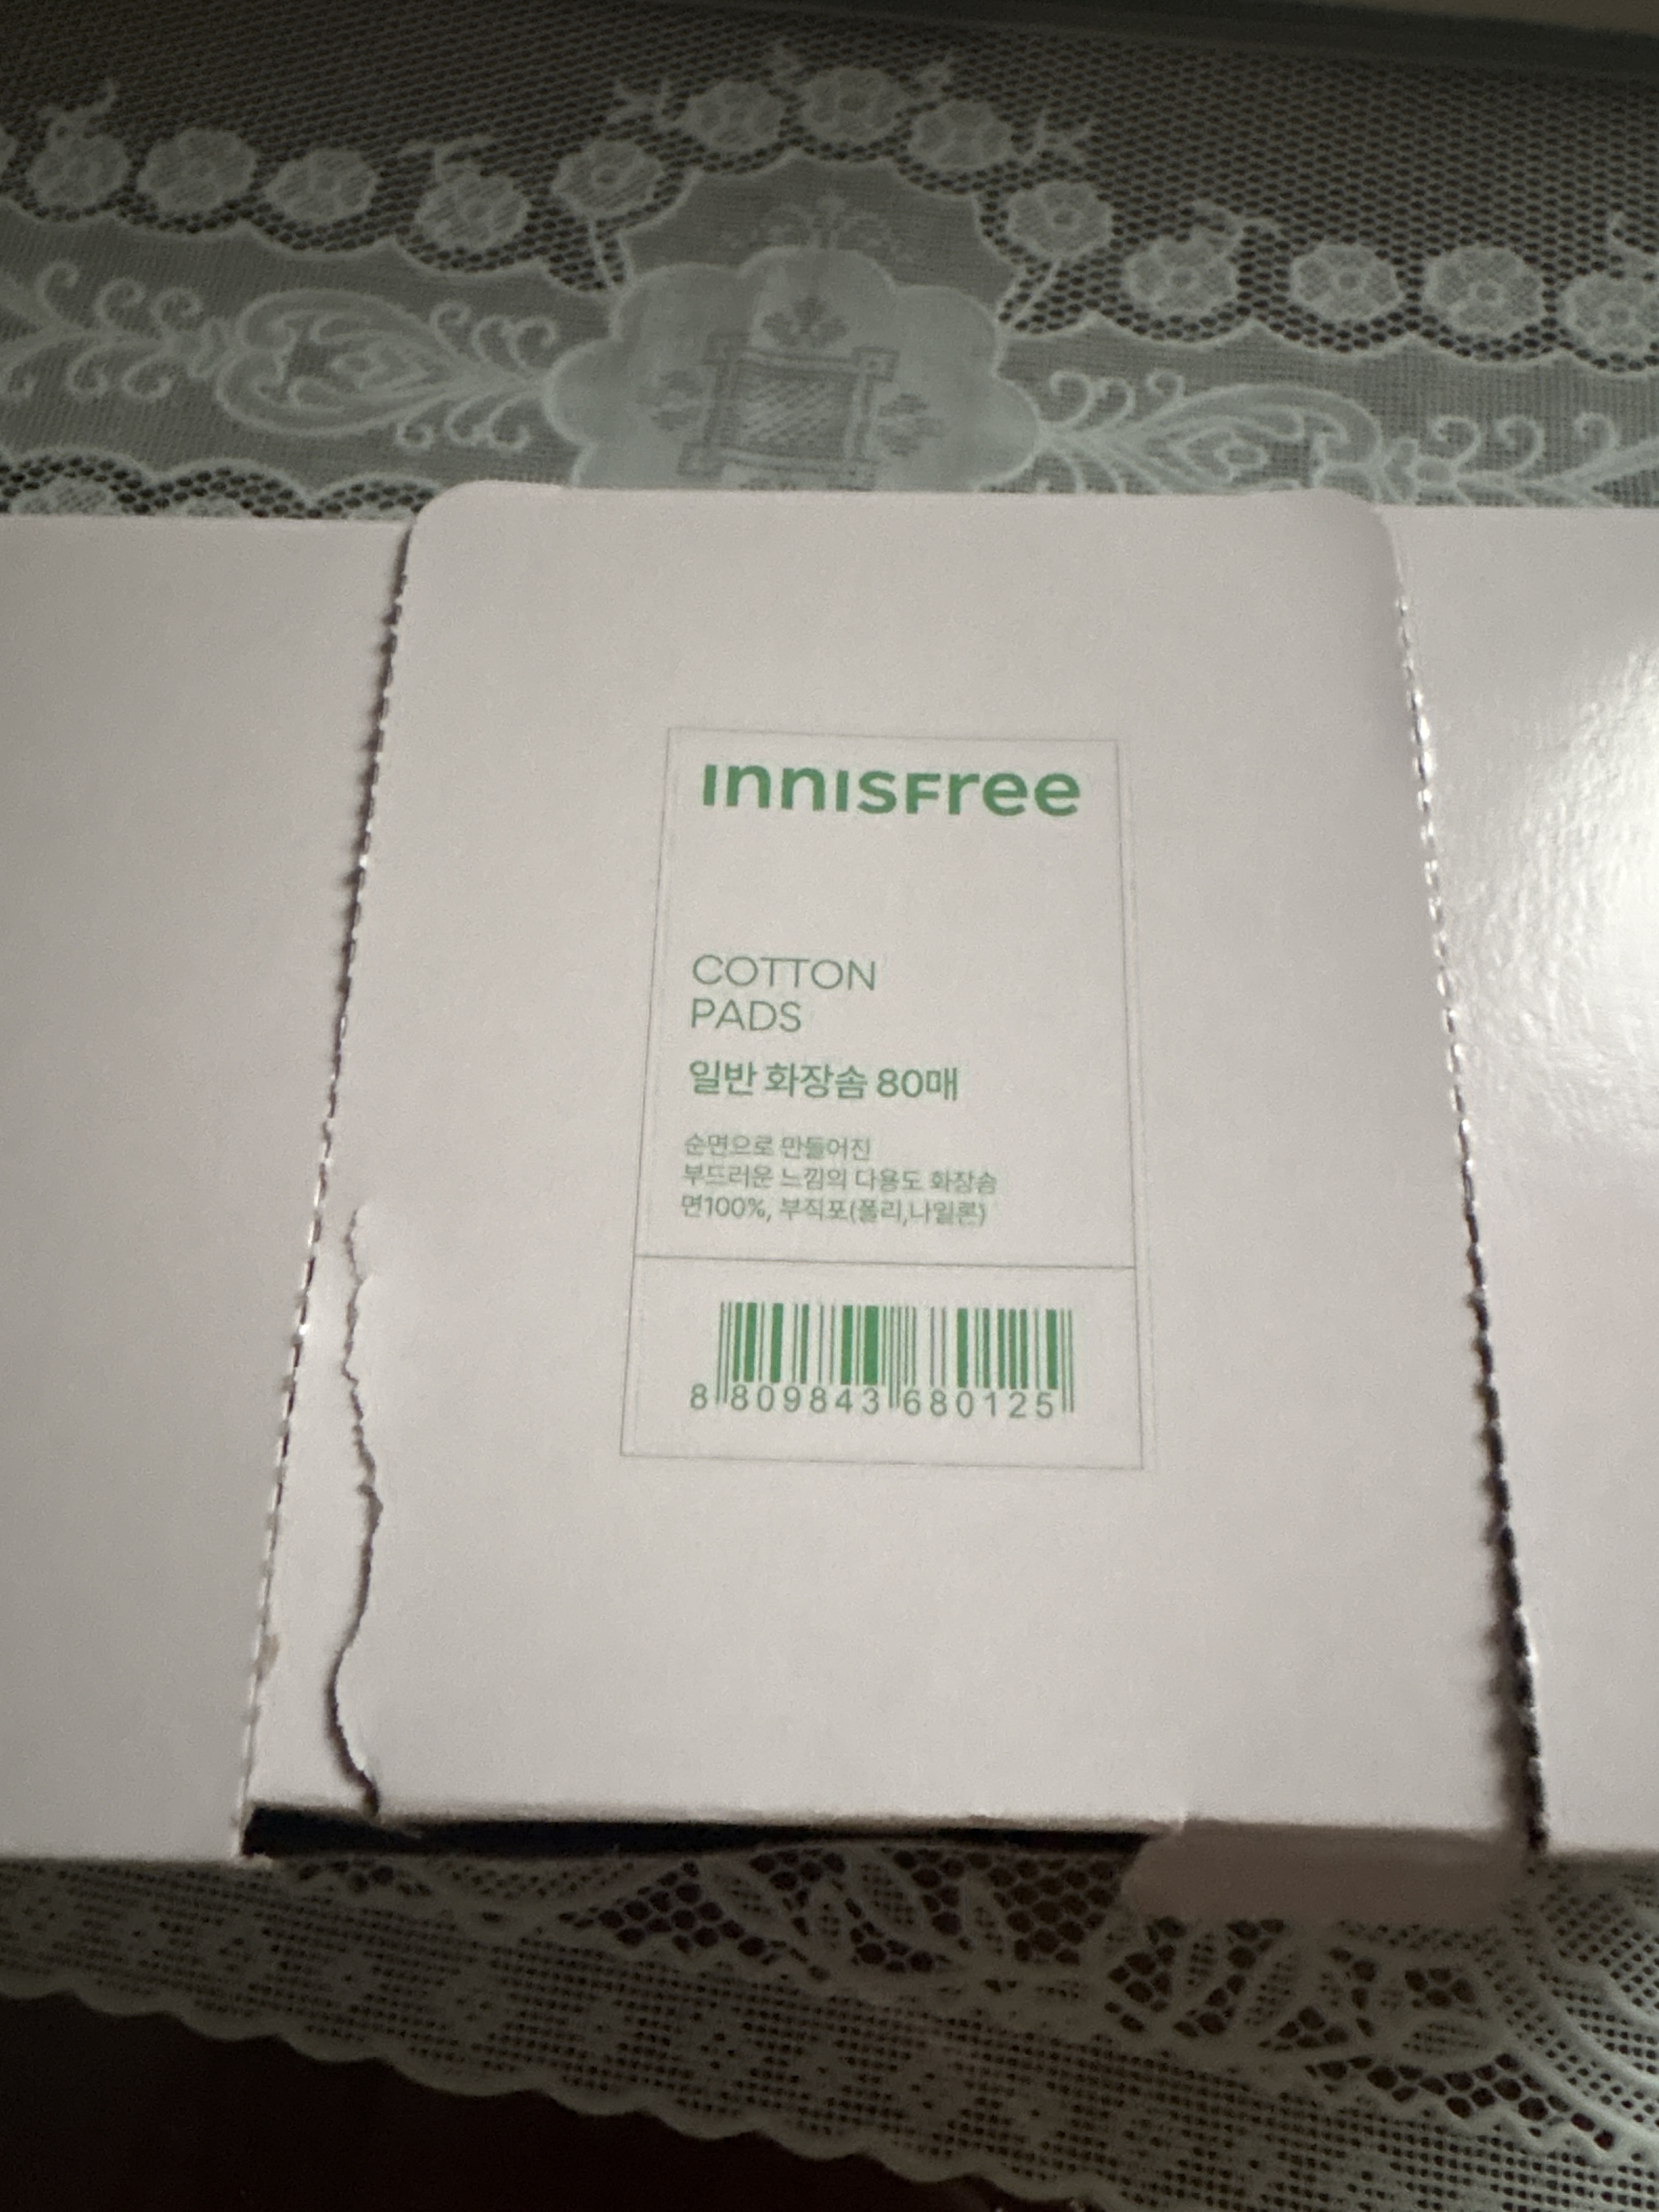 innisfree
COTTON
PADS
일반 화장솜 80매
순면으로 만들어진
부드러운 느낌의 다용도 화장솜
면100%, 부직포(폴리,나일론)
8 809843 680125